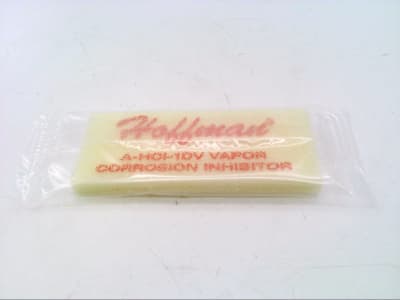 Hoffman
A-HCI-10V VAPOR
CORROSION INHIBITOR